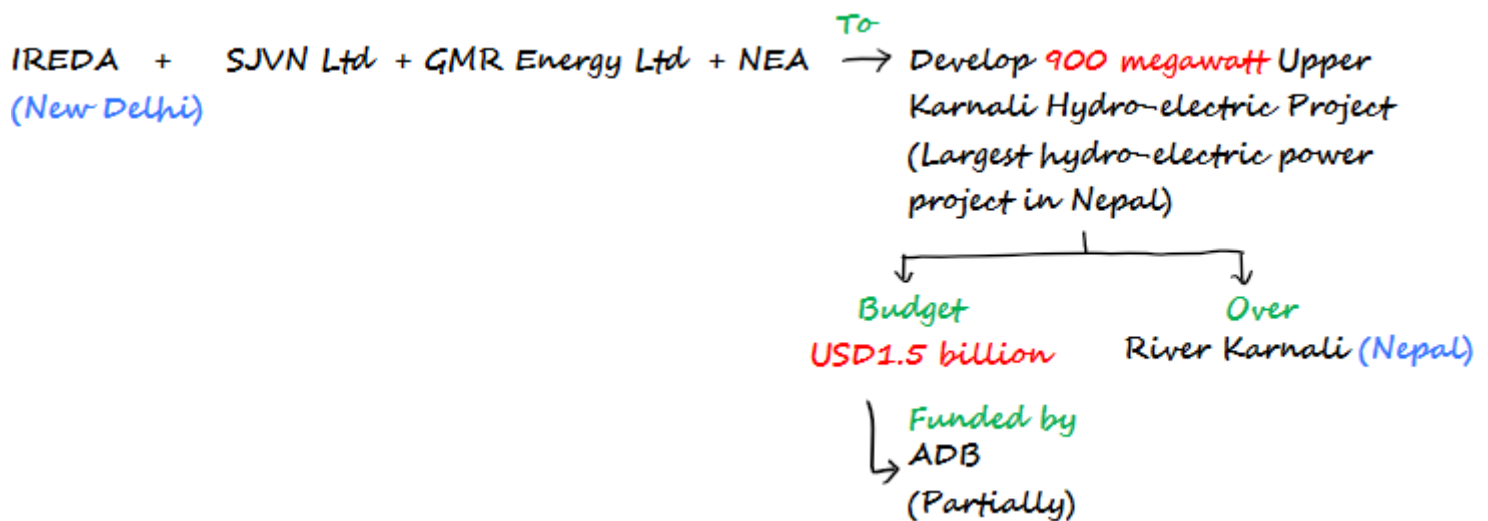 To
IREDA + SJVN Ltd + GMR Energy Ltd + NEA → Develop 900 megawatt Upper
(New Delhi) Karnali Hydro-electric Project
(Largest hydro-electric power
project in Nepal)
Budget Over
USD1.5 billion River Karnali (Nepal)
Funded by
ADB
(Partially)